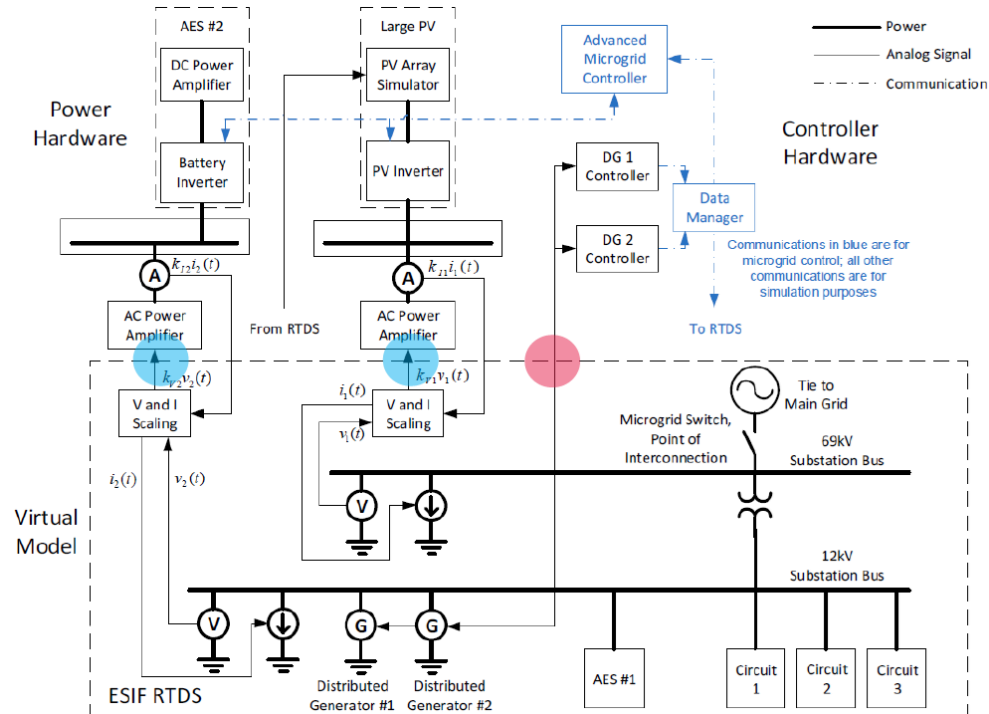 AES #2
DC Power
Amplifier
Battery
Inverter
Large PV
PV Array
Simulator
PV Inverter
Advanced
Microgrid
Controller
Power
Analog Signal
Communication
Power
Hardware
Controller
Hardware
DG 1
Controller
DG 2
Controller
Data
Manager
Communications in blue are for
microgrid control; all other
communications are for
simulation purposes
To RTDS
From RTDS
A
k_{I2}i_2(t)
AC Power
Amplifier
k_{V2}v_2(t)
V and I
Scaling
i_2(t)
v_2(t)
A
k_{I1}i_1(t)
AC Power
Amplifier
k_{V1}v_1(t)
i_1(t)
V and I
Scaling
v_1(t)
Tie to
Main Grid
Microgrid Switch,
Point of
Interconnection
69kV
Substation Bus
V
Virtual
Model
12kV
Substation Bus
V
G
G
Distributed
Generator #1
Distributed
Generator #2
AES #1
Circuit
1
Circuit
2
Circuit
3
ESIF RTDS